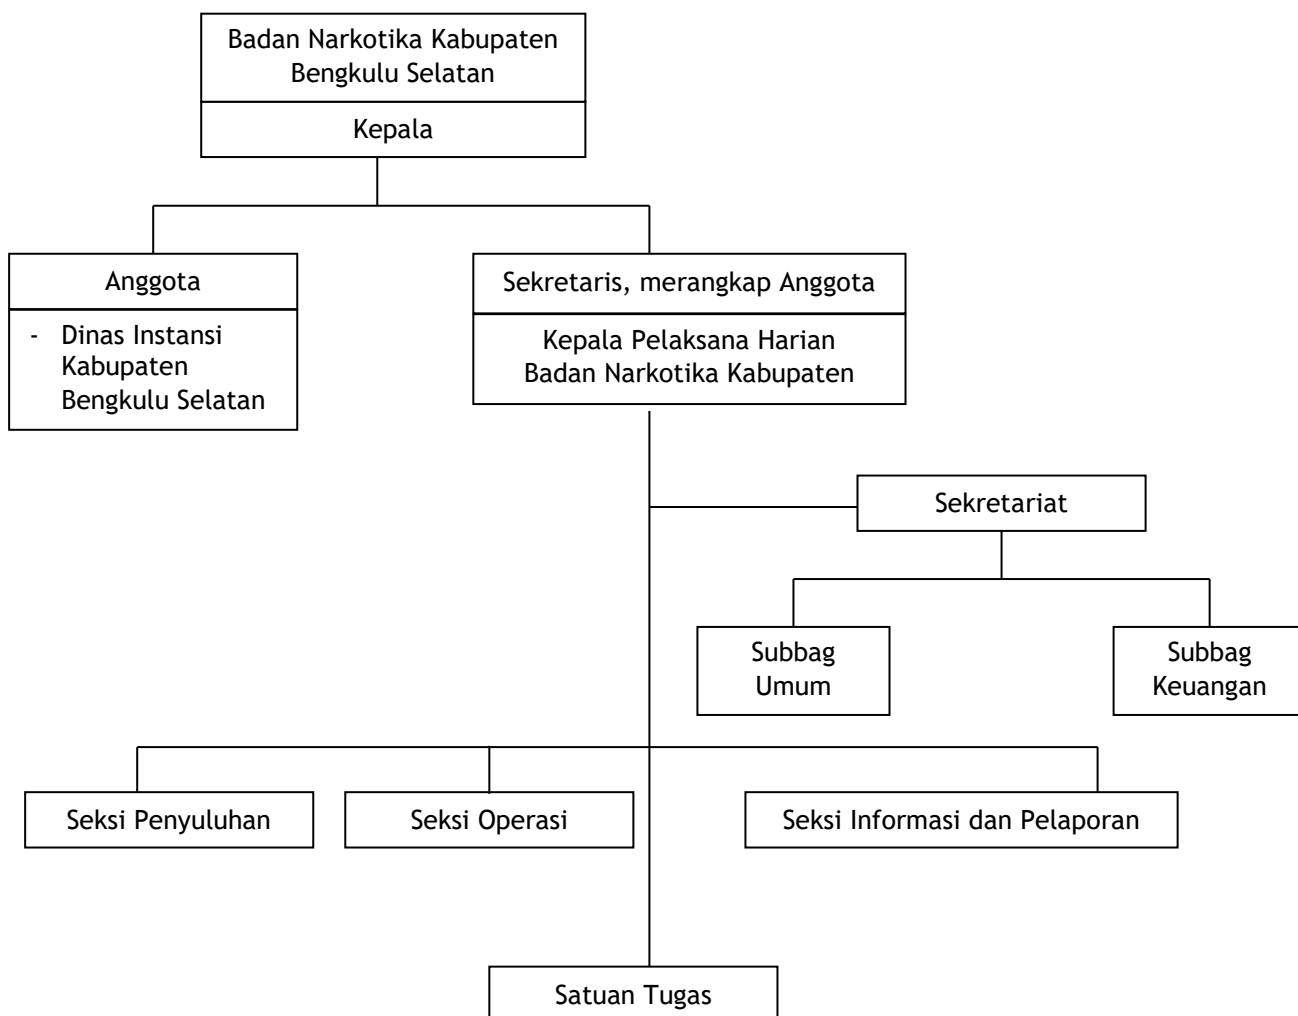 Badan Narkotika Kabupaten
Bengkulu Selatan
Kepala
Anggota
- Dinas Instansi
Kabupaten
Bengkulu Selatan
Sekretaris, merangkap Anggota
Kepala Pelaksana Harian
Badan Narkotika Kabupaten
Sekretariat
Subbag
Umum
Subbag
Keuangan
Seksi Penyuluhan
Seksi Operasi
Seksi Informasi dan Pelaporan
Satuan Tugas